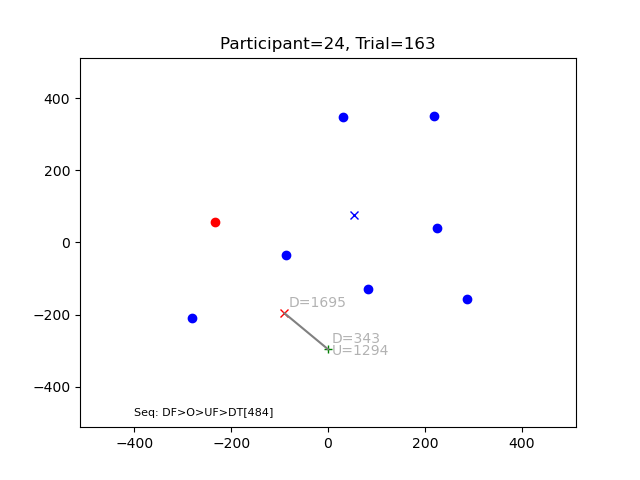 Participant=24, Trial=163
400
200
0
−200
−400
D=1695
D=343
U=1294
Seq: DF>O>UF>DT[484]
−400 −200 0 200 400